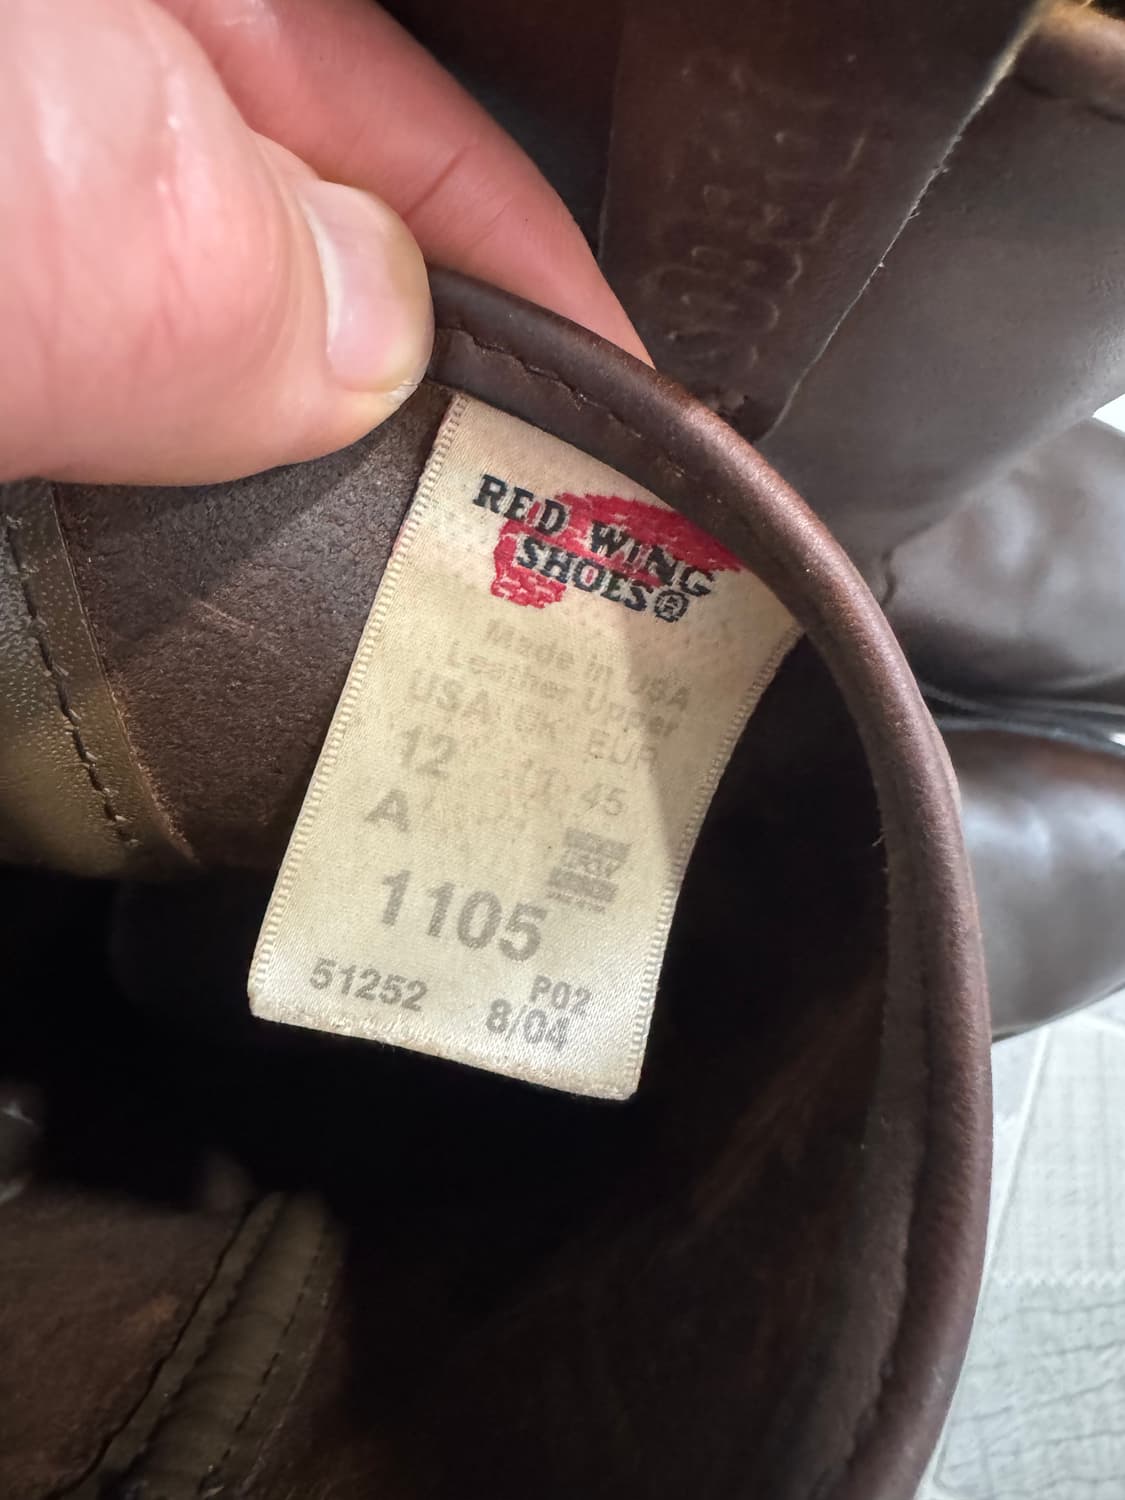 RED WING
SHOES®
Made in USA
Leather Upper
USA UK EUR
12 11 45
A
1105
51252 P02
8/04